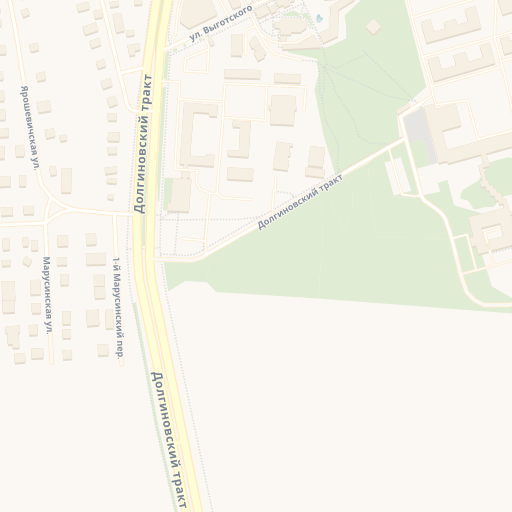 ул. Выготского
Долгиновский тракт
Ярошевичская ул.
Долгиновский тракт
Марусинская ул.
1-й Марусинский пер.
Долгиновский тракт